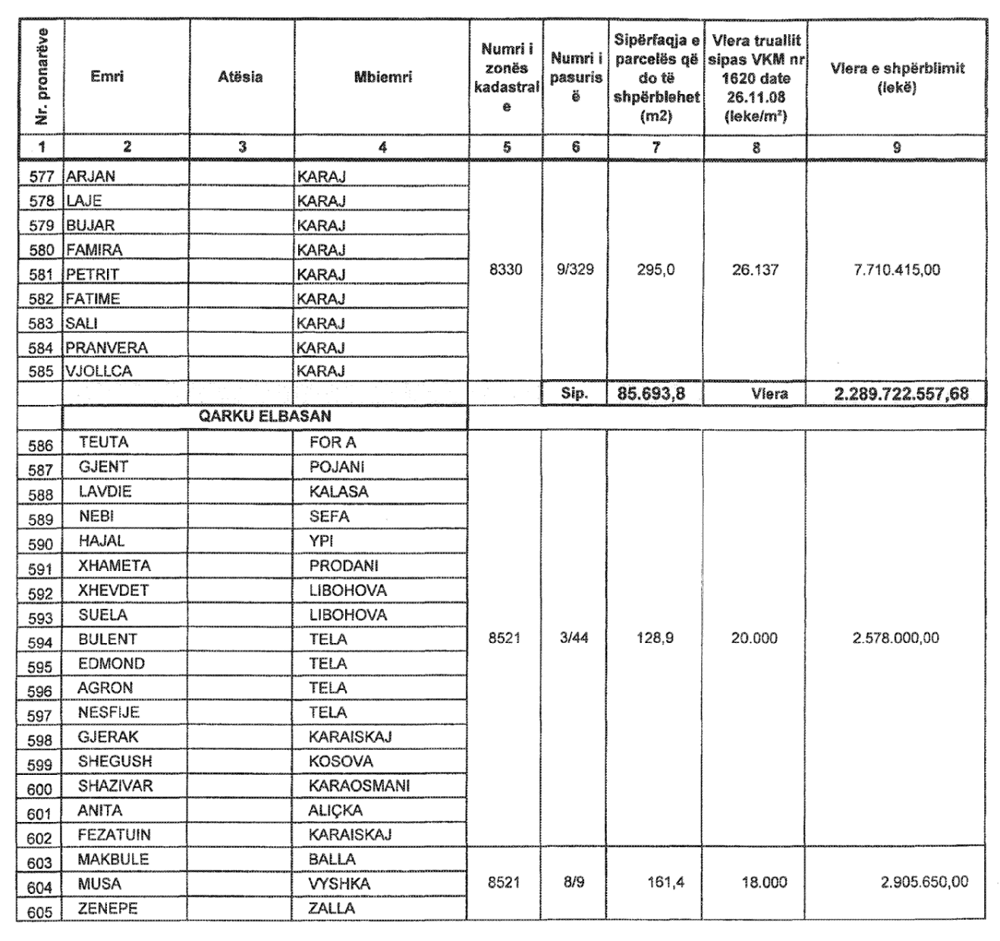 Nr. pronarëve
Emri
Atësia
Mbiemri
Numri i
zonës
kadastral
e
Numri i
pasuris
ë
Sipërfaqja e
parcelës që
do të
shpërblehet
(m2)
Vlera truallit
sipas VKM nr
1620 date
26.11.08
(leke/m²)
Vlera e shpërblimit
(lekë)
1 2 3 4 5 6 7 8 9
577 ARJAN KARAJ
578 LAJE KARAJ
579 BUJAR KARAJ
580 FAMIRA KARAJ
581 PETRIT KARAJ 8330 9/329 295,0 26.137 7.710.415,00
582 FATIME KARAJ
583 SALI KARAJ
584 PRANVERA KARAJ
585 VJOLLCA KARAJ
Sip. 85.693,8 Vlera 2.289.722.557,68
QARKU ELBASAN
586 TEUTA FOR A
587 GJENT POJANI
588 LAVDIE KALASA
589 NEBI SEFA
590 HAJAL YPI
591 XHAMETA PRODANI
592 XHEVDET LIBOHOVA
593 SUELA LIBOHOVA
594 BULENT TELA 8521 3/44 128,9 20.000 2.578.000,00
595 EDMOND TELA
596 AGRON TELA
597 NESFIJE TELA
598 GJERAK KARAISKAJ
599 SHEGUSH KOSOVA
600 SHAZIVAR KARAOSMANI
601 ANITA ALIÇKA
602 FEZATUIN KARAISKAJ
603 MAKBULE BALLA
604 MUSA VYSHKA 8521 8/9 161,4 18.000 2.905.650,00
605 ZENEPE ZALLA